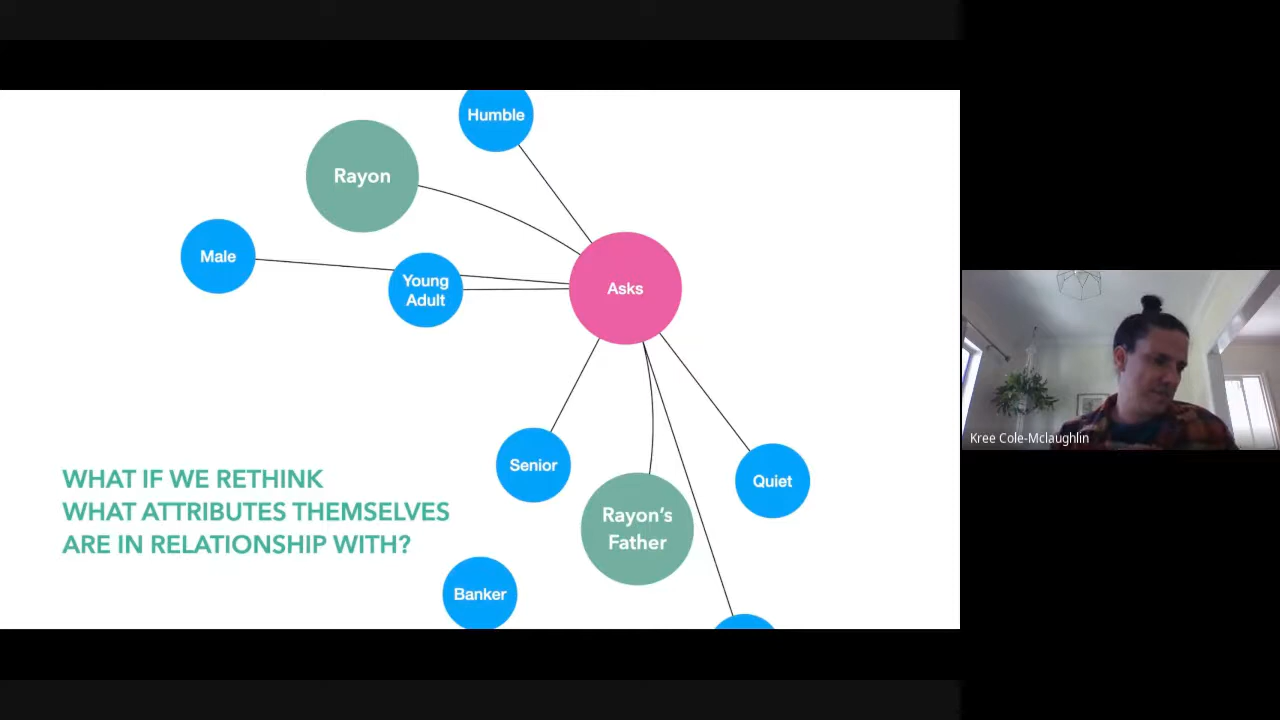 Humble
Rayon
Male
Young
Adult
Asks
Senior
Quiet
WHAT IF WE RETHINK
WHAT ATTRIBUTES THEMSELVES
ARE IN RELATIONSHIP WITH?
Rayon's
Father
Banker
Kree Cole-Mclaughlin